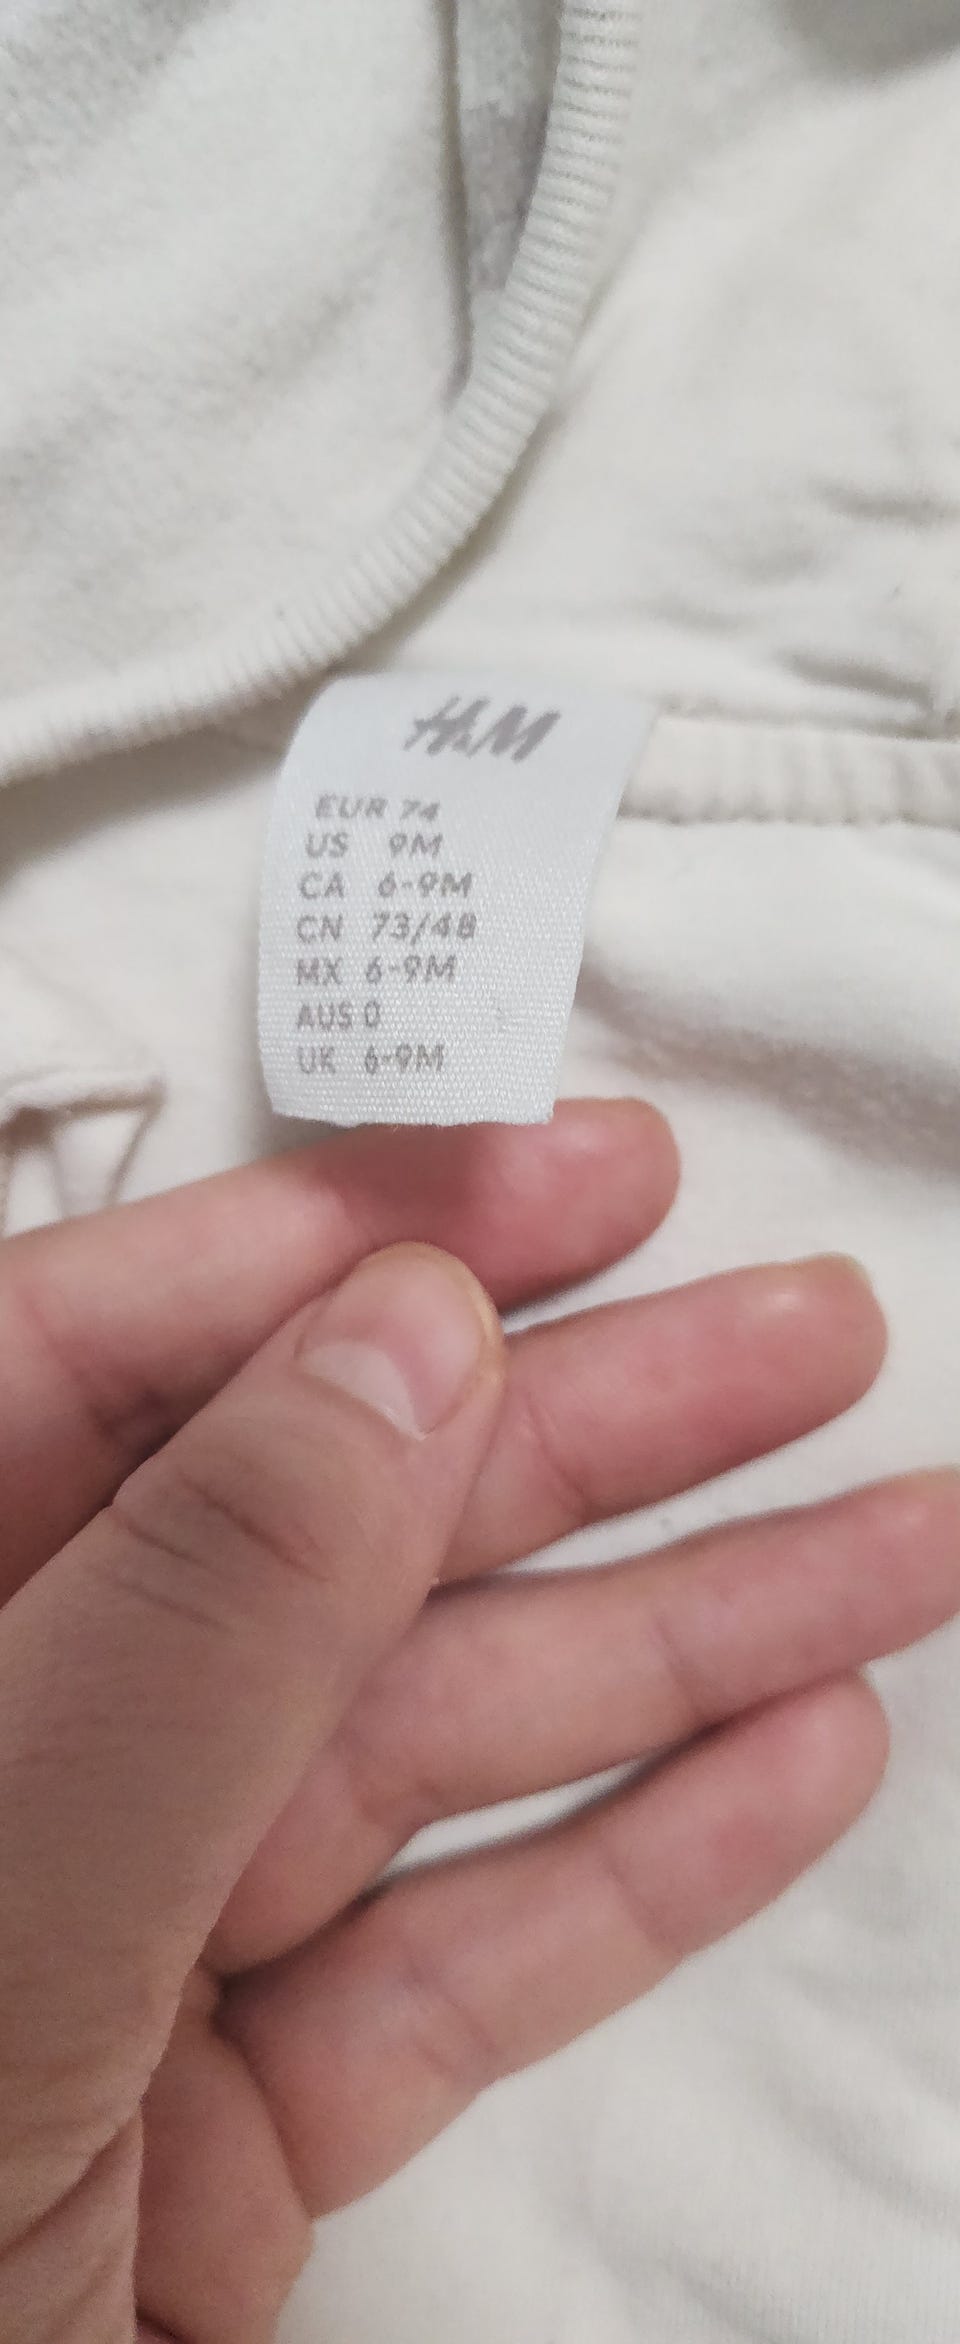 H&M
EUR 74
US 9M
CA 6-9M
CN 73/48
MX 6-9M
AUS 0
UK 6-9M